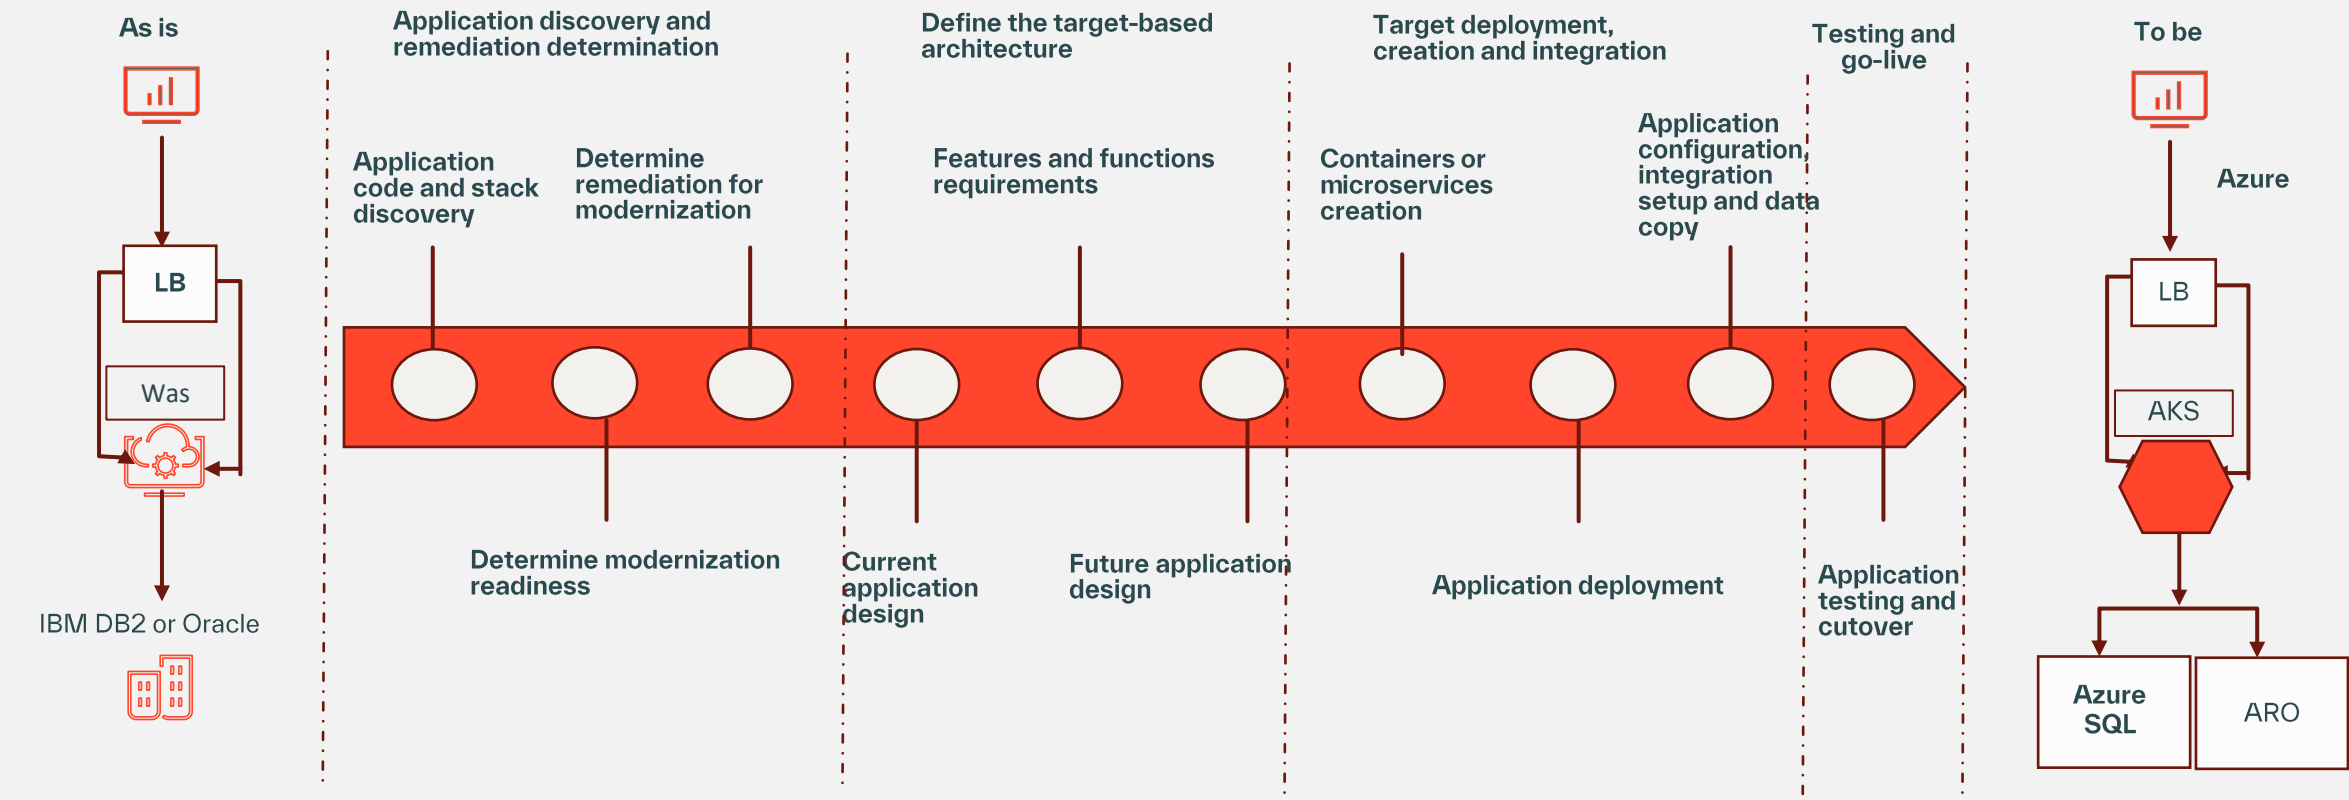 As is
Application discovery and
remediation determination
Define the target-based
architecture
Target deployment,
creation and integration
Testing and
go-live
To be
Application
code and stack
discovery
Determine
remediation for
modernization
Features and functions
requirements
Containers or
microservices
creation
Application
configuration,
integration
setup and data
copy
Azure
LB
Was
IBM DB2 or Oracle
Determine modernization
readiness
Current
application
design
Future application
design
Application deployment
Application
testing and
cutover
LB
AKS
Azure
SQL
ARO